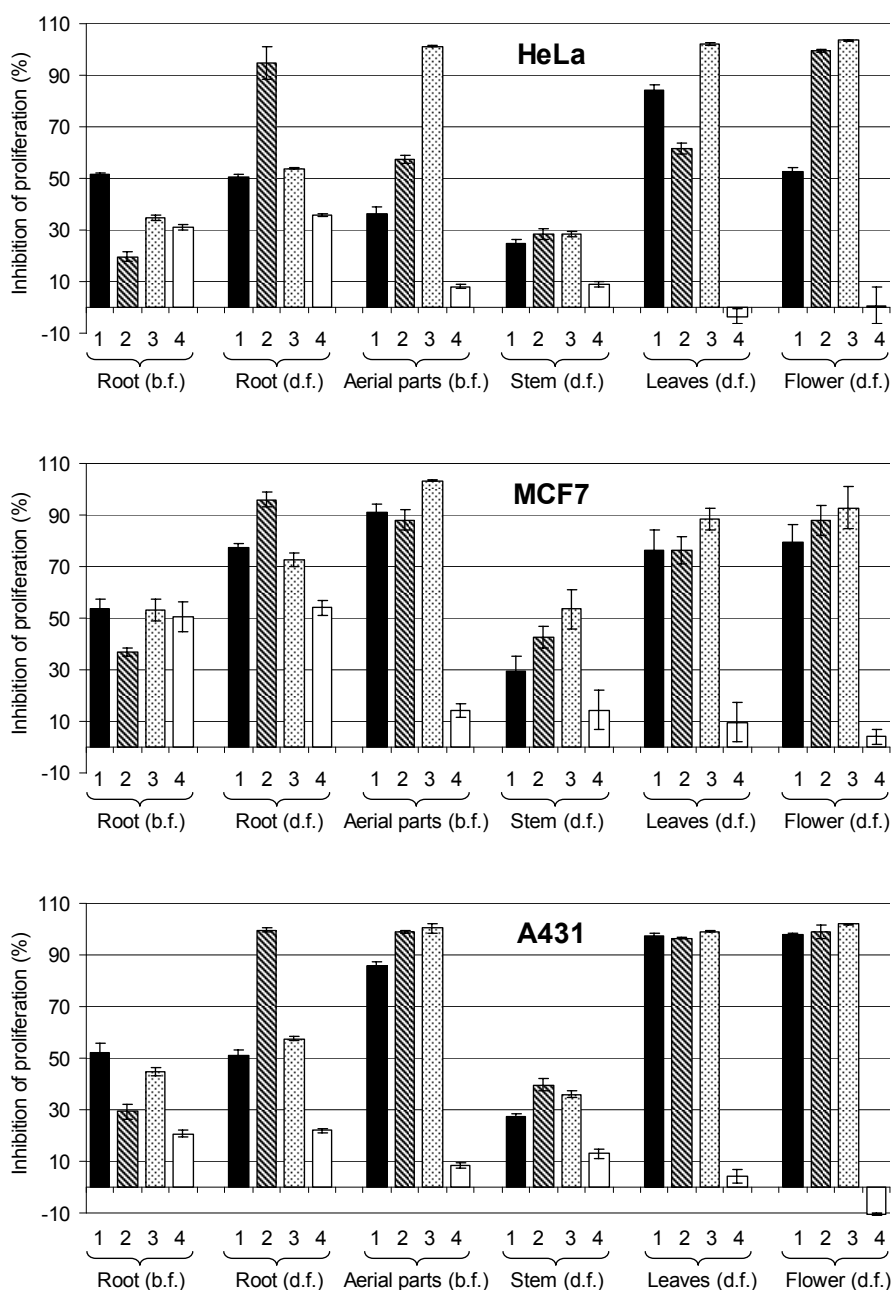 HeLa
Inhibition of proliferation (%)
110
90
70
50
30
10
-10
1 2 3 4 1 2 3 4 1 2 3 4 1 2 3 4 1 2 3 4 1 2 3 4
Root (b.f.) Root (d.f.) Aerial parts (b.f.) Stem (d.f.) Leaves (d.f.) Flower (d.f.)
MCF7
Inhibition of proliferation (%)
110
90
70
50
30
10
-10
1 2 3 4 1 2 3 4 1 2 3 4 1 2 3 4 1 2 3 4 1 2 3 4
Root (b.f.) Root (d.f.) Aerial parts (b.f.) Stem (d.f.) Leaves (d.f.) Flower (d.f.)
A431
Inhibition of proliferation (%)
110
90
70
50
30
10
-10
1 2 3 4 1 2 3 4 1 2 3 4 1 2 3 4 1 2 3 4 1 2 3 4
Root (b.f.) Root (d.f.) Aerial parts (b.f.) Stem (d.f.) Leaves (d.f.) Flower (d.f.)